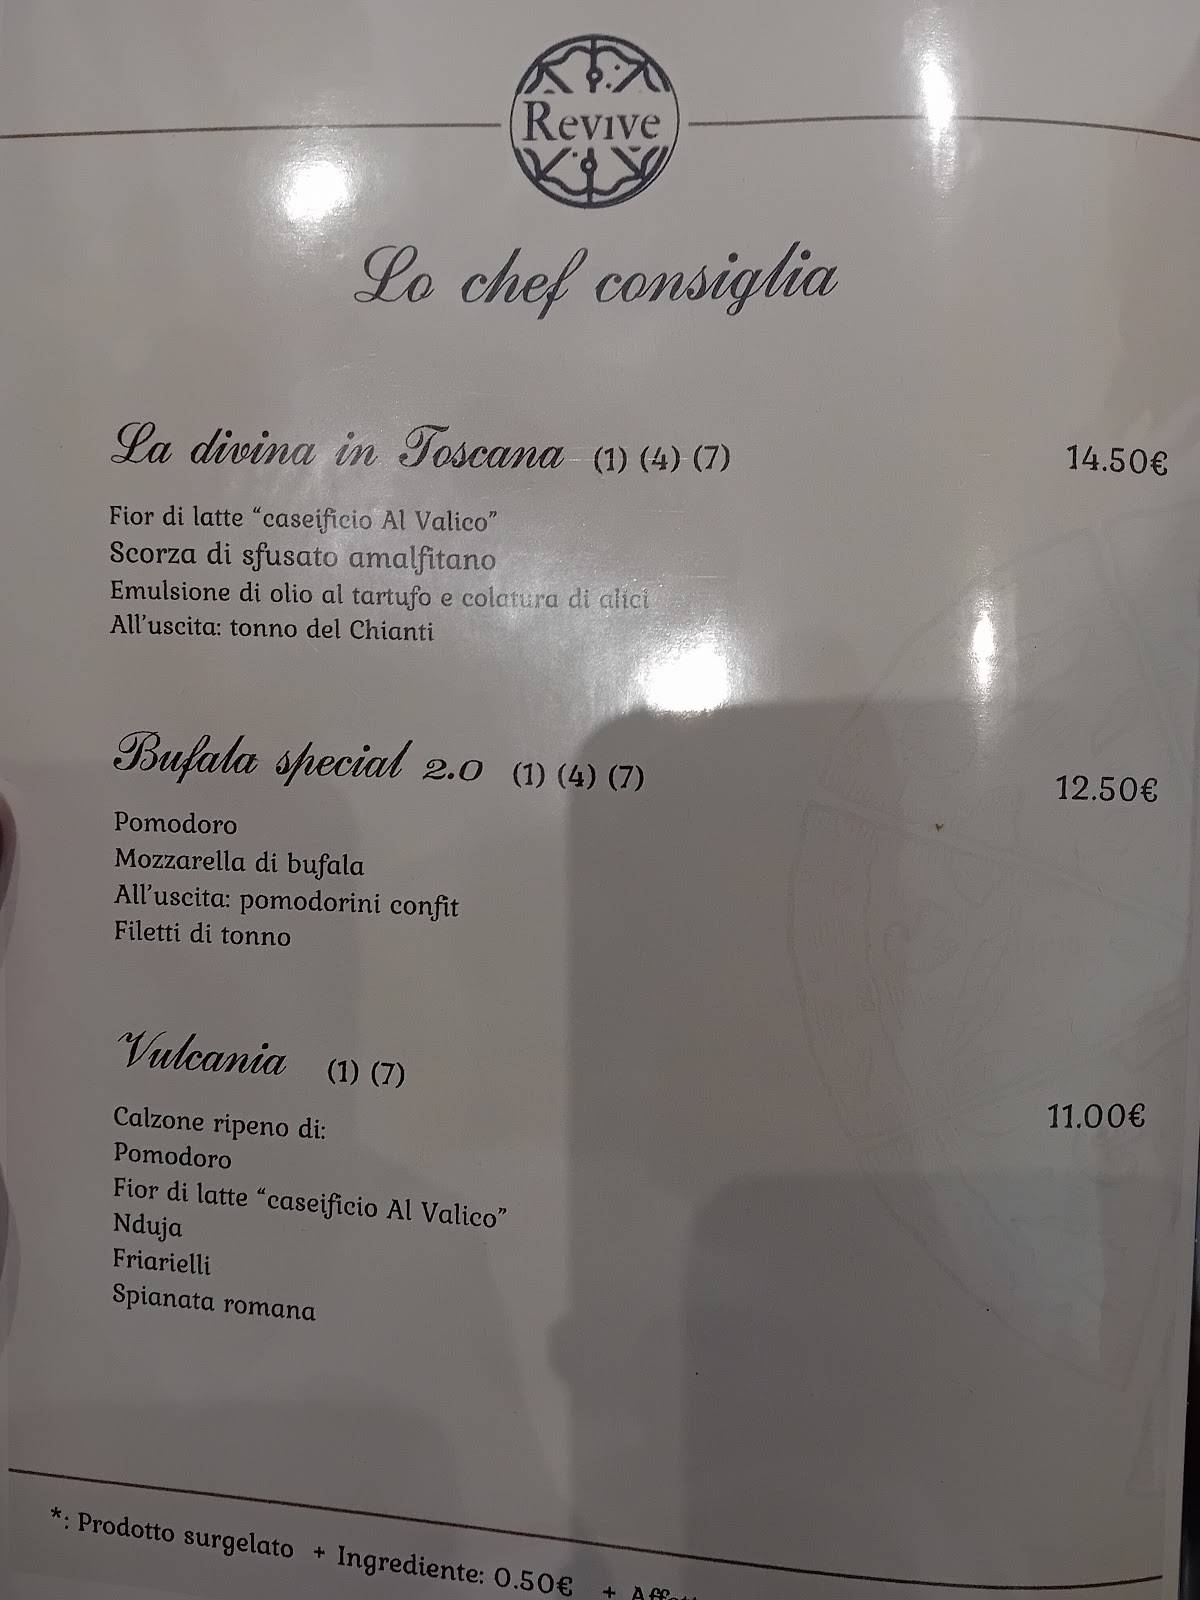 Revive
Lo chef consiglia
La divina in Toscana (1) (4) (7) 14.50€
Fior di latte “caseificio Al Valico”
Scorza di sfusato amalfitano
Emulsione di olio al tartufo e colatura di alici
All'uscita: tonno del Chianti
Bufala special 2.0 (1) (4) (7) 12.50€
Pomodoro
Mozzarella di bufala
All'uscita: pomodorini confit
Filetti di tonno
Vulcania (1) (7) 11.00€
Calzone ripeno di:
Pomodoro
Fior di latte “caseificio Al Valico”
Nduja
Friarielli
Spianata romana
*: Prodotto surgelato + Ingrediente: 0.50€ +